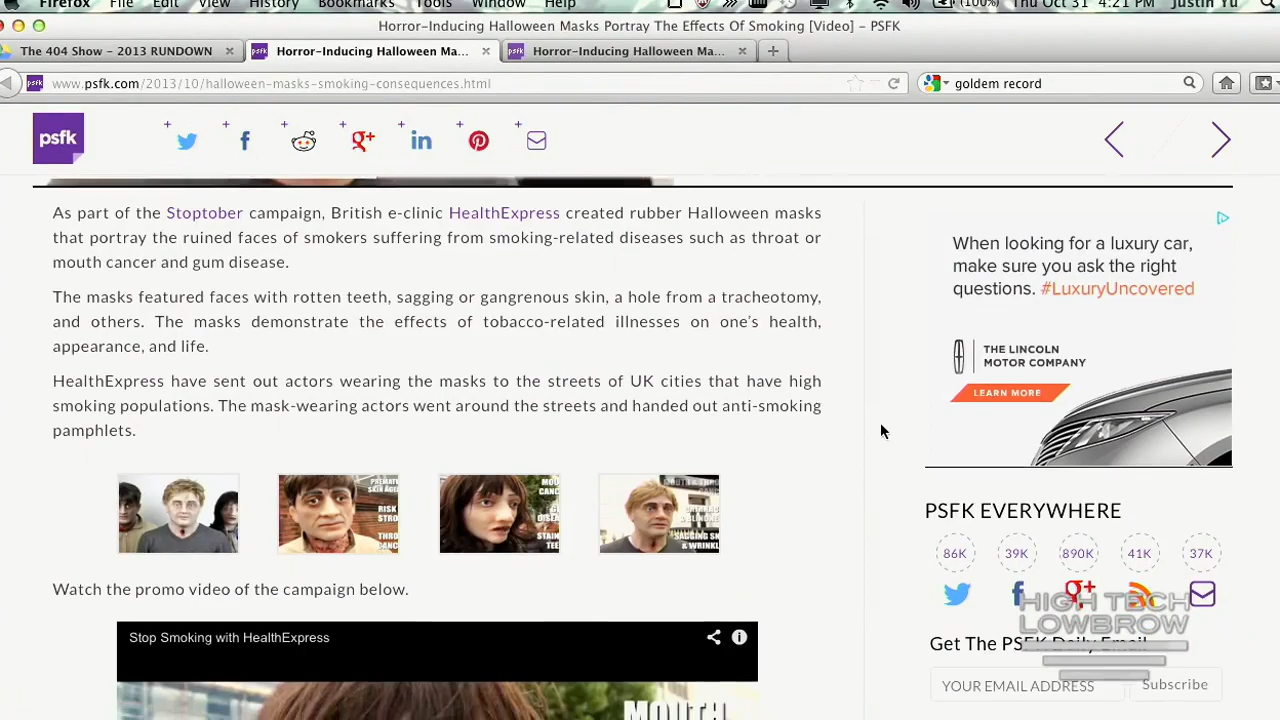 Firefox File Edit View History Bookmarks Tools Window Help (100%) Thu Oct 31 4:21 PM Justin Yu
Horror-Inducing Halloween Masks Portray The Effects Of Smoking [Video] – PSFK
The 404 Show – 2013 RUNDOWN Horror-Inducing Halloween Ma... Horror-Inducing Halloween Ma...
www.psfk.com/2013/10/halloween-masks-smoking-consequences.html goldem record
psfk
As part of the Stoptober campaign, British e-clinic HealthExpress created rubber Halloween masks
that portray the ruined faces of smokers suffering from smoking-related diseases such as throat or
mouth cancer and gum disease.
The masks featured faces with rotten teeth, sagging or gangrenous skin, a hole from a tracheotomy,
and others. The masks demonstrate the effects of tobacco-related illnesses on one's health,
appearance, and life.
HealthExpress have sent out actors wearing the masks to the streets of UK cities that have high
smoking populations. The mask-wearing actors went around the streets and handed out anti-smoking
pamphlets.
Watch the promo video of the campaign below.
Stop Smoking with HealthExpress
MOUTH
When looking for a luxury car,
make sure you ask the right
questions. #LuxuryUncovered
THE LINCOLN
MOTOR COMPANY
LEARN MORE
PSFK EVERYWHERE
86K 39K 890K 41K 37K
HIGH TECH
LOWBROW
Get The PSFK Daily Email
YOUR EMAIL ADDRESS Subscribe